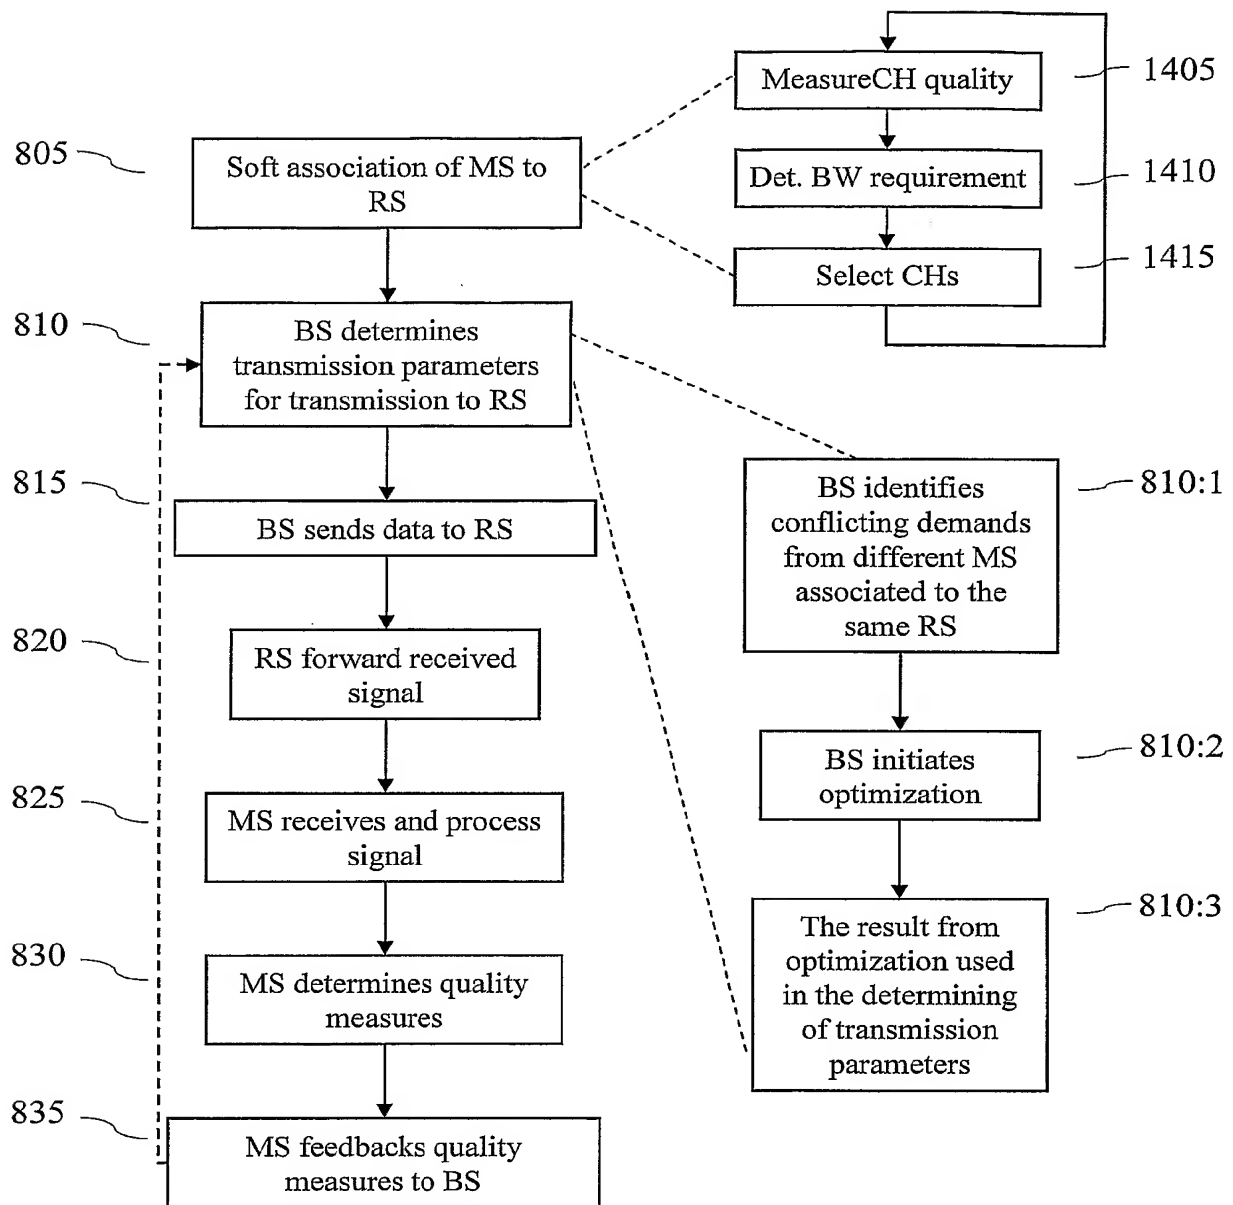 805
Soft association of MS to
RS
810
BS determines
transmission parameters
for transmission to RS
815
BS sends data to RS
820
RS forward received
signal
825
MS receives and process
signal
830
MS determines quality
measures
835
MS feedbacks quality
measures to BS
MeasureCH quality
1405
Det. BW requirement
1410
Select CHs
1415
BS identifies
conflicting demands
from different MS
associated to the
same RS
810:1
BS initiates
optimization
810:2
The result from
optimization used
in the determining
of transmission
parameters
810:3